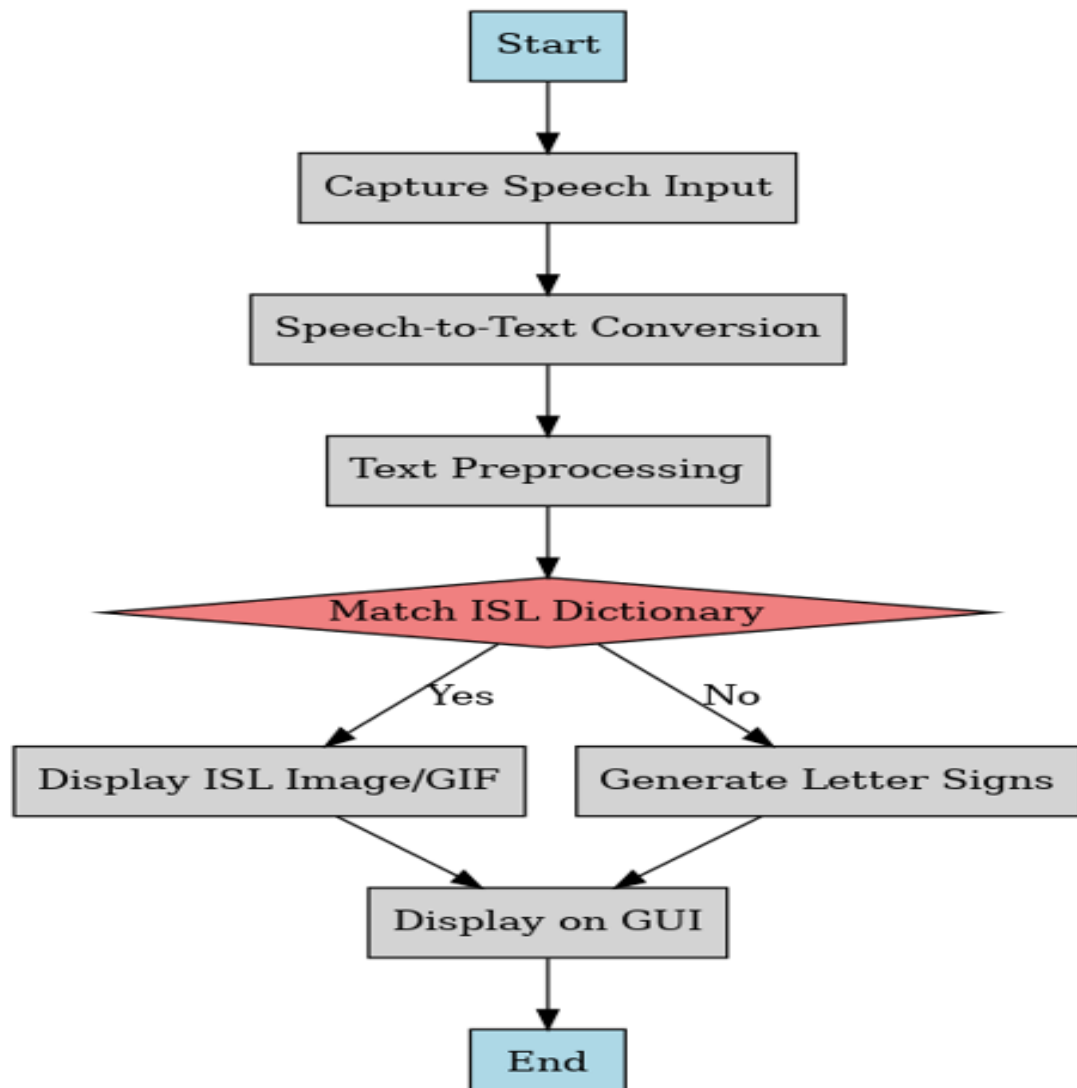 Start
Capture Speech Input
Speech-to-Text Conversion
Text Preprocessing
Match ISL Dictionary
Yes
No
Display ISL Image/GIF
Generate Letter Signs
Display on GUI
End